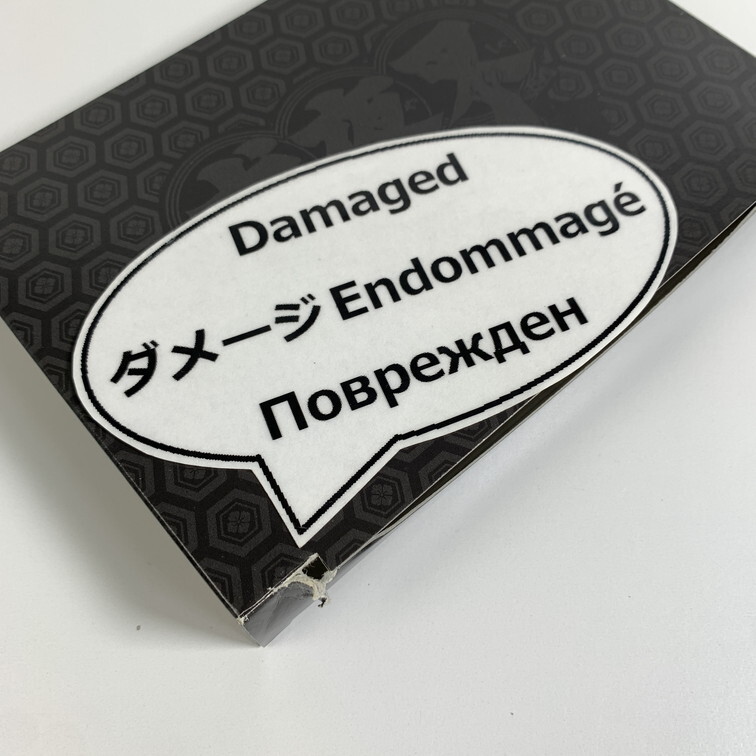 Damaged
ダメージ Endommagé
Поврежден